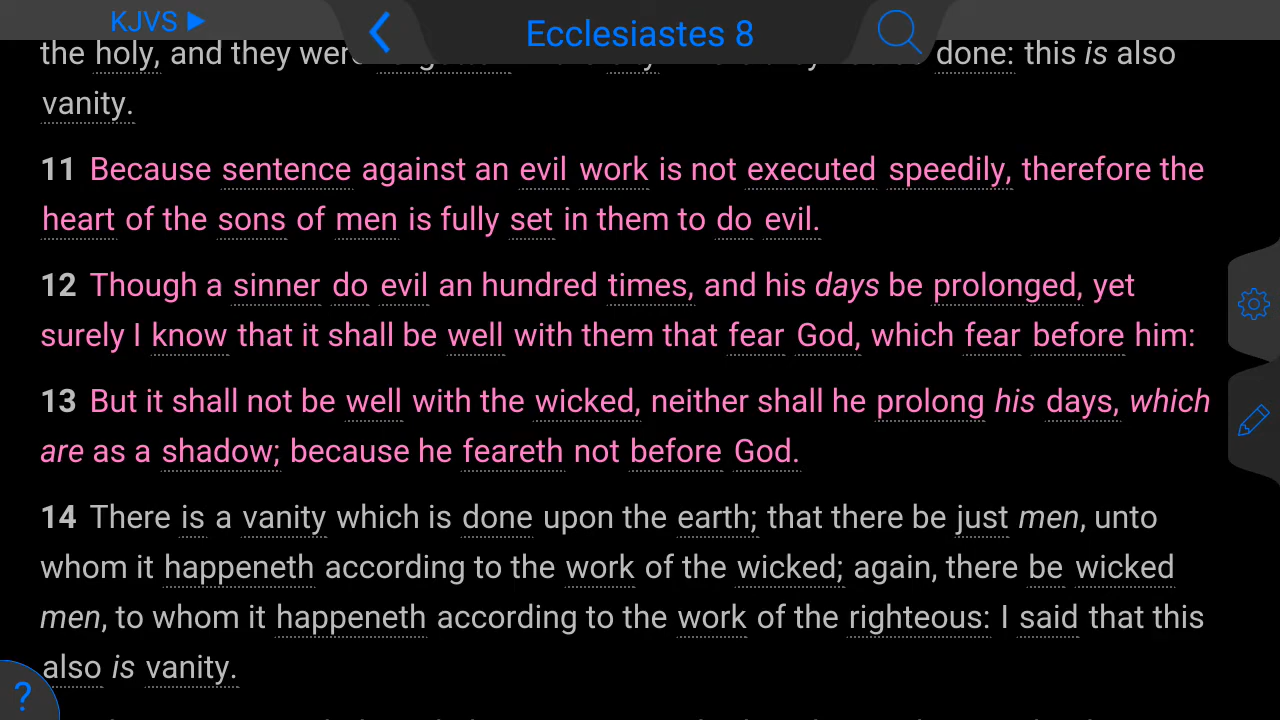 KJVS
Ecclesiastes 8
the holy, and they were done: this is also
vanity.
11 Because sentence against an evil work is not executed speedily, therefore the
heart of the sons of men is fully set in them to do evil.
12 Though a sinner do evil an hundred times, and his days be prolonged, yet
surely I know that it shall be well with them that fear God, which fear before him:
13 But it shall not be well with the wicked, neither shall he prolong his days, which
are as a shadow; because he feareth not before God.
14 There is a vanity which is done upon the earth; that there be just men, unto
whom it happeneth according to the work of the wicked; again, there be wicked
men, to whom it happeneth according to the work of the righteous: I said that this
also is vanity.
?